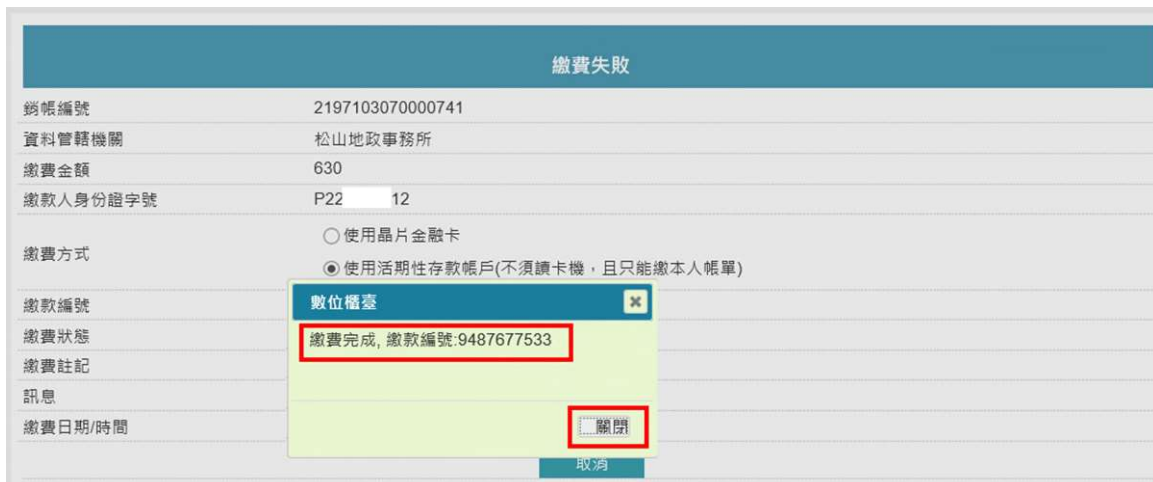 繳費失敗
銷帳編號 2197103070000741
資料管轄機關 松山地政事務所
繳費金額 630
繳款人身份證字號 P22 12
繳費方式
○使用晶片金融卡
◉使用活期性存款帳戶(不須讀卡機，且只能繳本人帳單)
繳款編號
繳費狀態
繳費註記
訊息
繳費日期/時間
數位櫃臺
繳費完成, 繳款編號:9487677533
關閉
取消